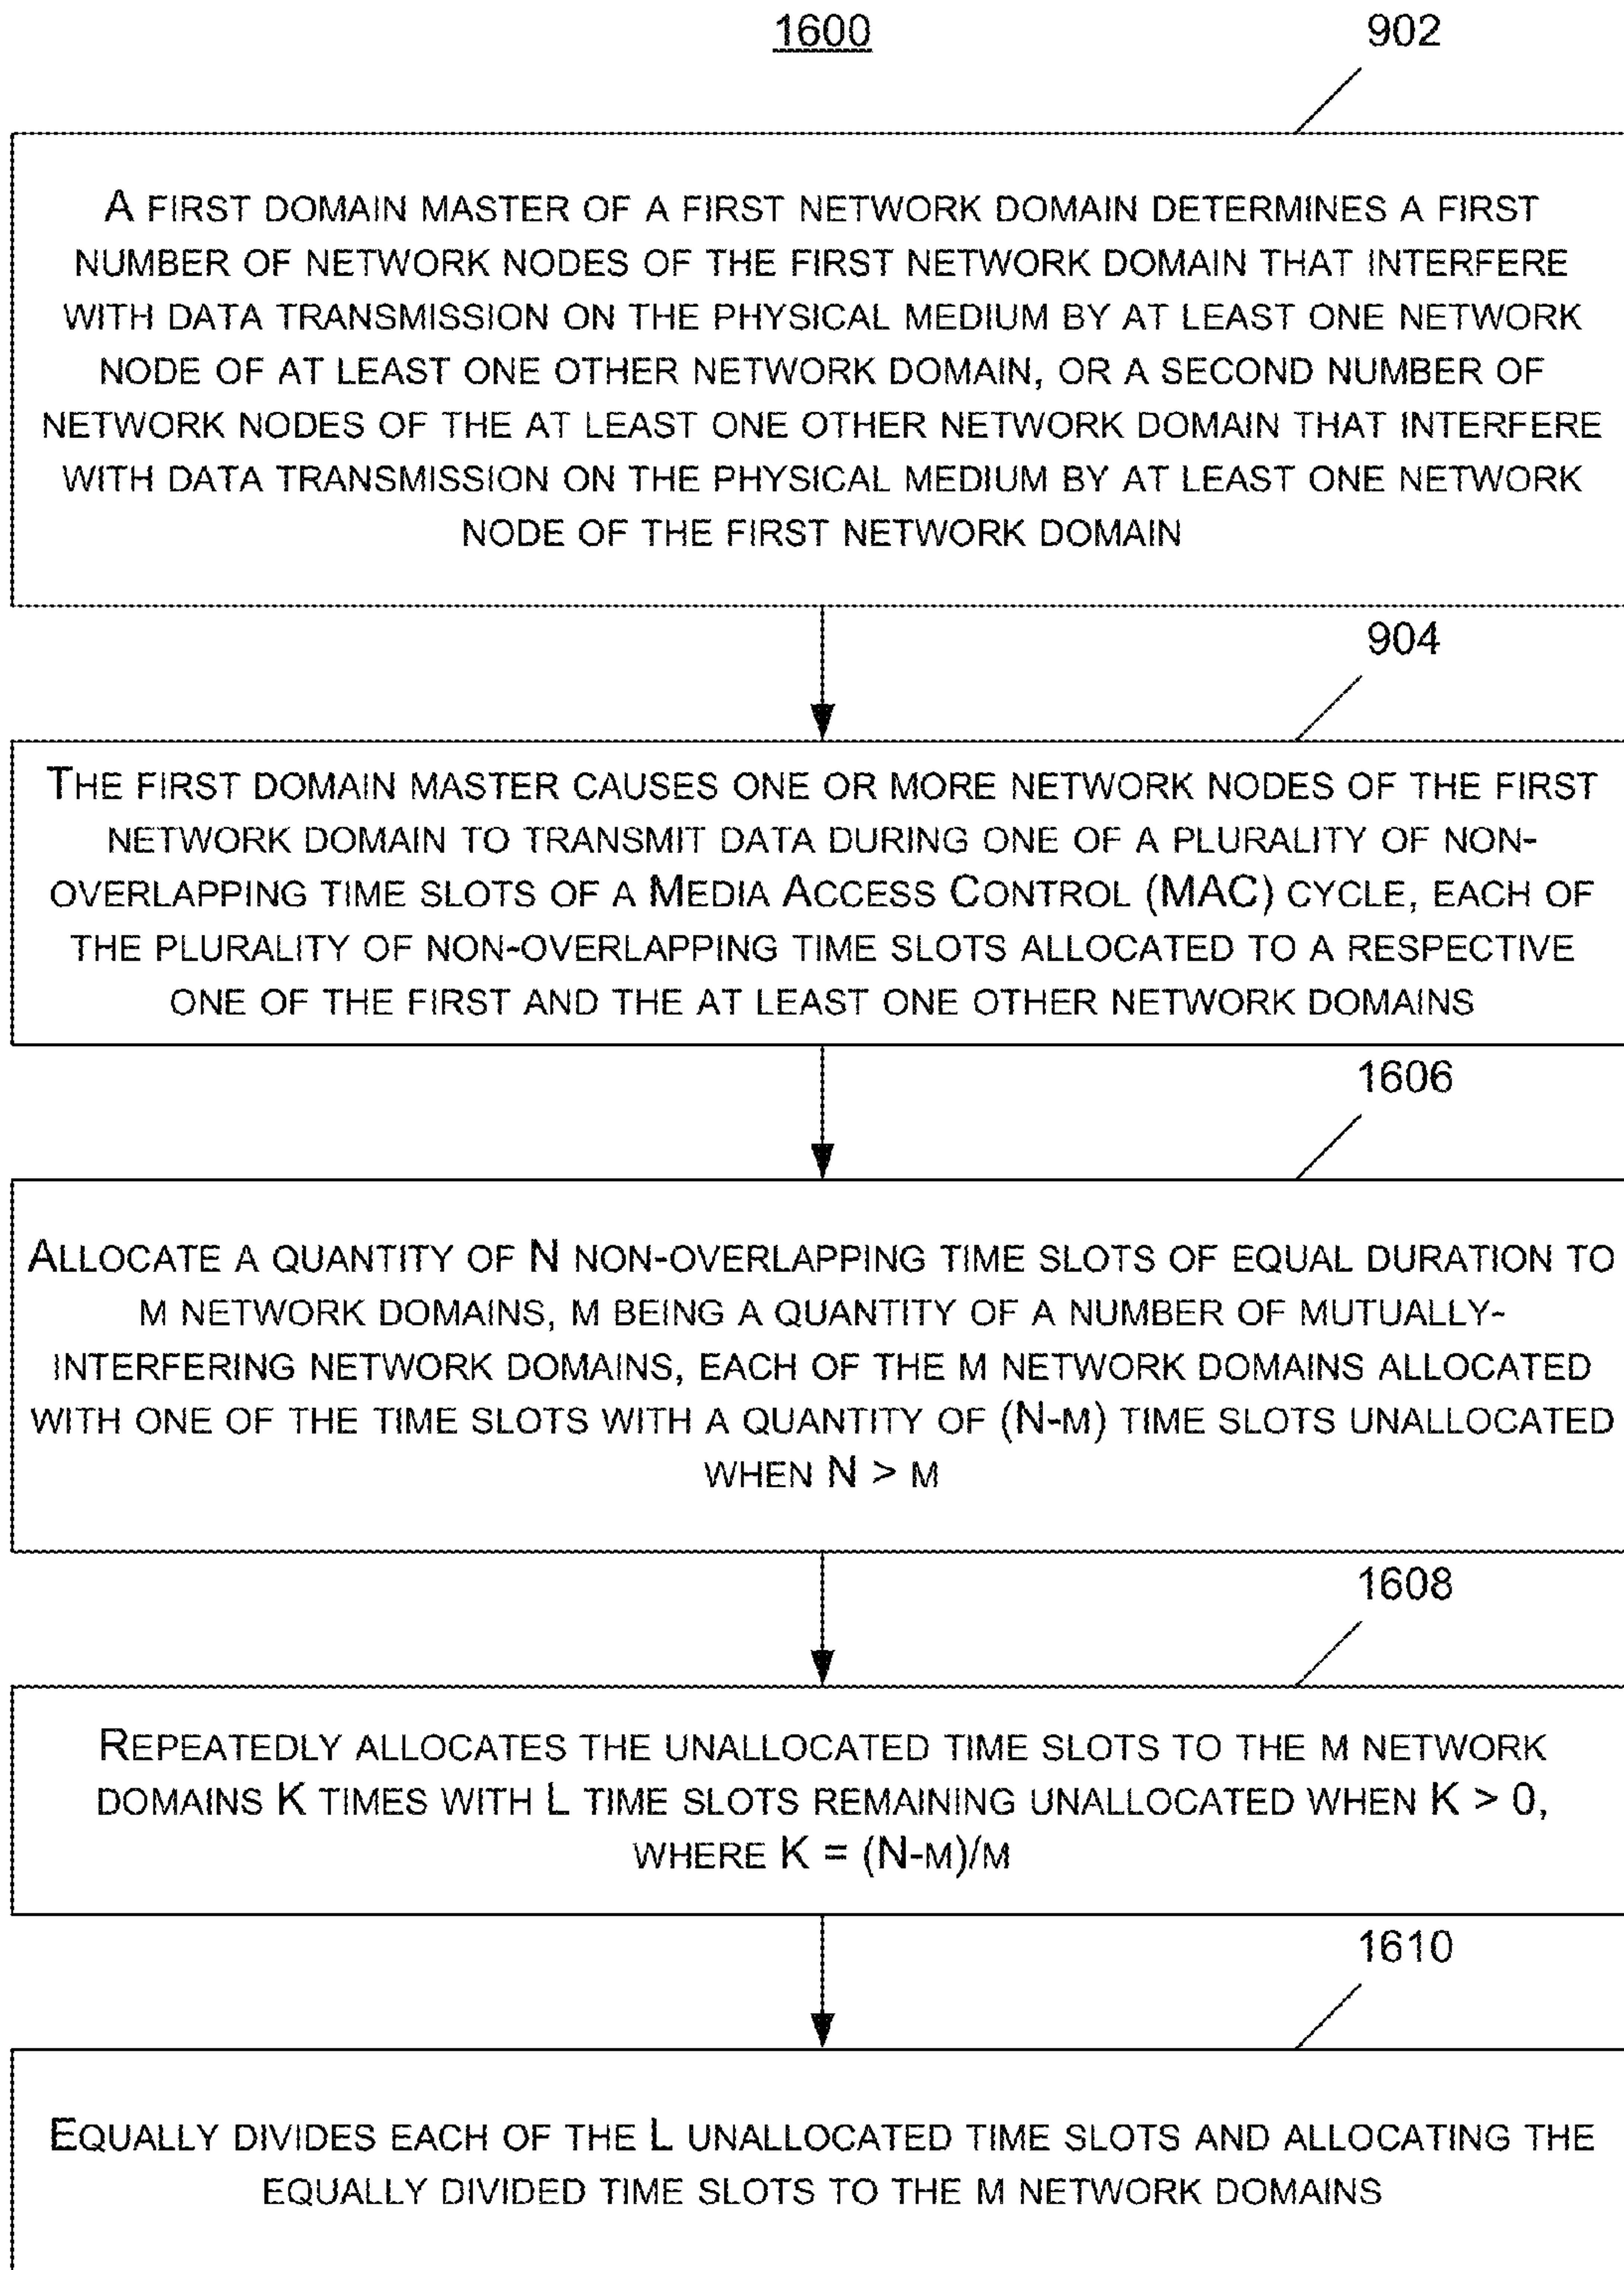 1600
902
A FIRST DOMAIN MASTER OF A FIRST NETWORK DOMAIN DETERMINES A FIRST
NUMBER OF NETWORK NODES OF THE FIRST NETWORK DOMAIN THAT INTERFERE
WITH DATA TRANSMISSION ON THE PHYSICAL MEDIUM BY AT LEAST ONE NETWORK
NODE OF AT LEAST ONE OTHER NETWORK DOMAIN, OR A SECOND NUMBER OF
NETWORK NODES OF THE AT LEAST ONE OTHER NETWORK DOMAIN THAT INTERFERE
WITH DATA TRANSMISSION ON THE PHYSICAL MEDIUM BY AT LEAST ONE NETWORK
NODE OF THE FIRST NETWORK DOMAIN
904
THE FIRST DOMAIN MASTER CAUSES ONE OR MORE NETWORK NODES OF THE FIRST
NETWORK DOMAIN TO TRANSMIT DATA DURING ONE OF A PLURALITY OF NON-
OVERLAPPING TIME SLOTS OF A MEDIA ACCESS CONTROL (MAC) CYCLE, EACH OF
THE PLURALITY OF NON-OVERLAPPING TIME SLOTS ALLOCATED TO A RESPECTIVE
ONE OF THE FIRST AND THE AT LEAST ONE OTHER NETWORK DOMAINS
1606
ALLOCATE A QUANTITY OF N NON-OVERLAPPING TIME SLOTS OF EQUAL DURATION TO
M NETWORK DOMAINS, M BEING A QUANTITY OF A NUMBER OF MUTUALLY-
INTERFERING NETWORK DOMAINS, EACH OF THE M NETWORK DOMAINS ALLOCATED
WITH ONE OF THE TIME SLOTS WITH A QUANTITY OF (N-M) TIME SLOTS UNALLOCATED
WHEN N > M
1608
REPEATEDLY ALLOCATES THE UNALLOCATED TIME SLOTS TO THE M NETWORK
DOMAINS K TIMES WITH L TIME SLOTS REMAINING UNALLOCATED WHEN K > 0,
WHERE K = (N-M)/M
1610
EQUALLY DIVIDES EACH OF THE L UNALLOCATED TIME SLOTS AND ALLOCATING THE
EQUALLY DIVIDED TIME SLOTS TO THE M NETWORK DOMAINS